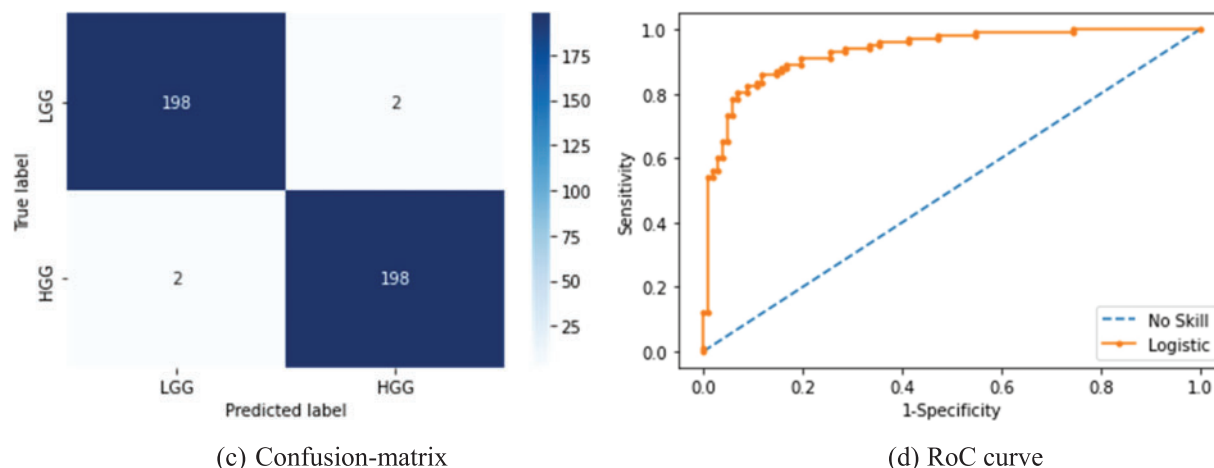 LGG
198
2
HGG
2
198
True label
LGG
HGG
Predicted label
175
150
125
100
75
50
25
(c) Confusion-matrix
1.0
0.8
0.6
0.4
0.2
0.0
Sensitivity
No Skill
Logistic
0.0 0.2 0.4 0.6 0.8 1.0
1-Specificity
(d) RoC curve